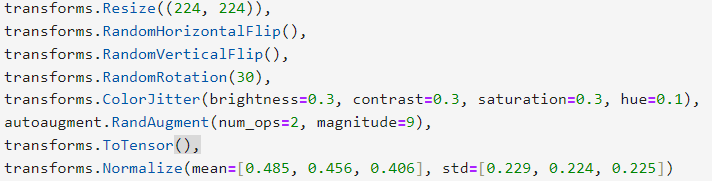 transforms.Resize((224, 224)),
transforms.RandomHorizontalFlip(),
transforms.RandomVerticalFlip(),
transforms.RandomRotation(30),
transforms.ColorJitter(brightness=0.3, contrast=0.3, saturation=0.3, hue=0.1),
autoaugment.RandAugment(num_ops=2, magnitude=9),
transforms.ToTensor(),
transforms.Normalize(mean=[0.485, 0.456, 0.406], std=[0.229, 0.224, 0.225])